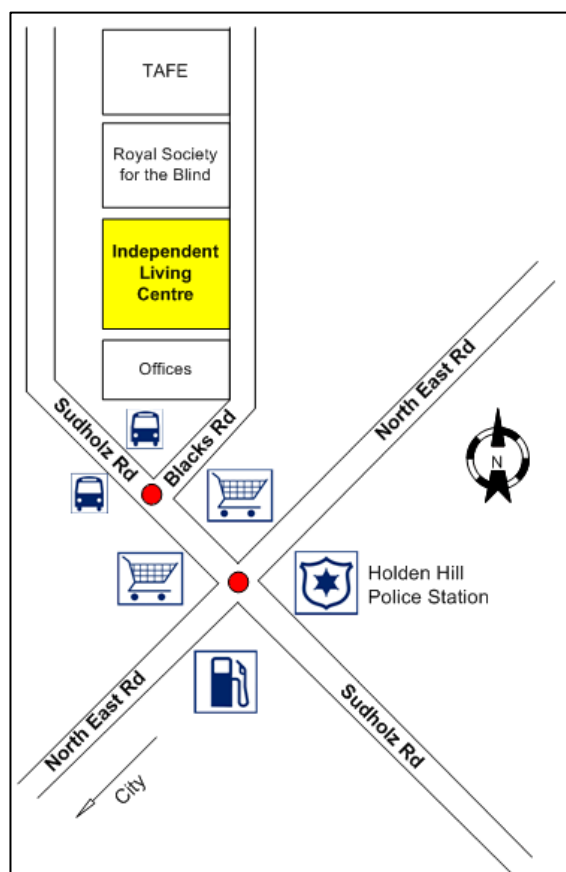 TAFE
Royal Society
for the Blind
Independent
Living
Centre
Offices
Sudholz Rd
Blacks Rd
North East Rd
N
Holden Hill
Police Station
North East Rd
Sudholz Rd
City